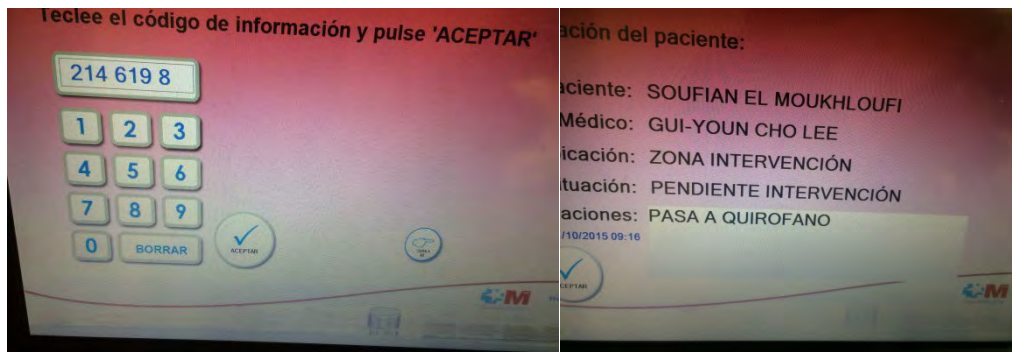 Teclee el código de información y pulse 'ACEPTAR'
214 619 8
1 2 3
4 5 6
7 8 9
0 BORRAR
ACEPTAR
M
ación del paciente:
aciente: SOUFIAN EL MOUKHLOUFI
Médico: GUI-YOUN CHO LEE
icación: ZONA INTERVENCIÓN
tuación: PENDIENTE INTERVENCIÓN
aciones: PASA A QUIROFANO
/10/2015 09:16
CEPTAR
M